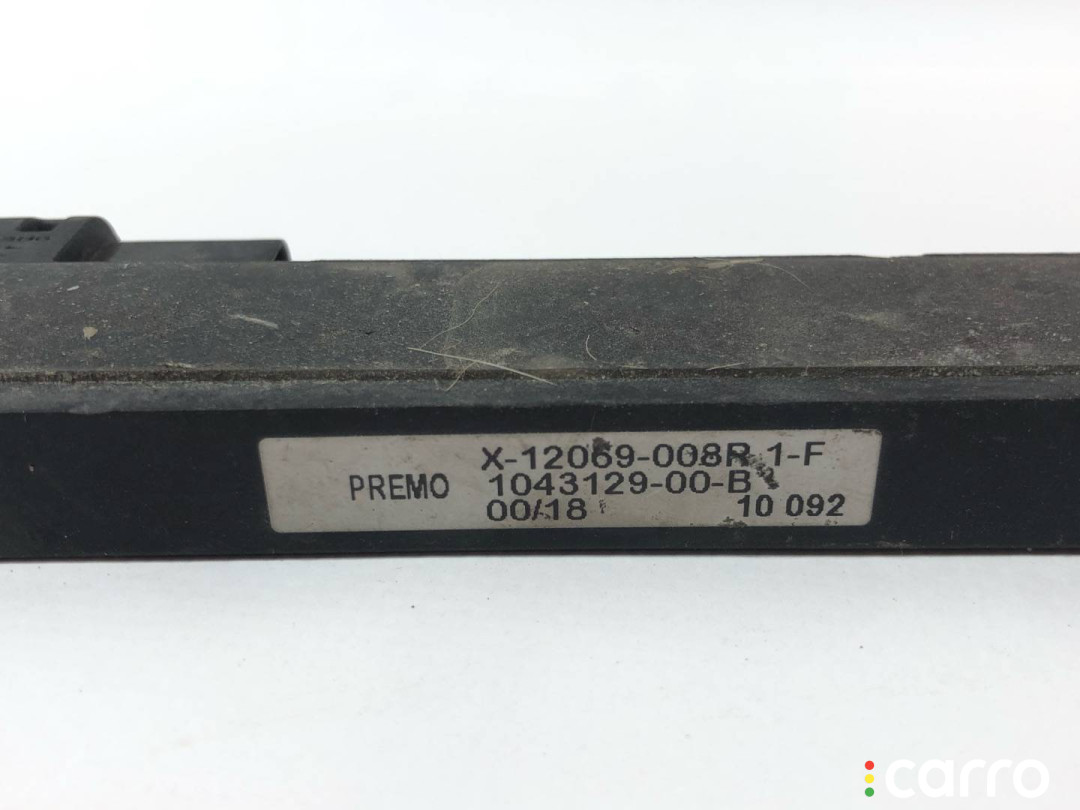 X-12069-008R 1-F
PREMO 1043129-00-B
00/18 10 092
carro